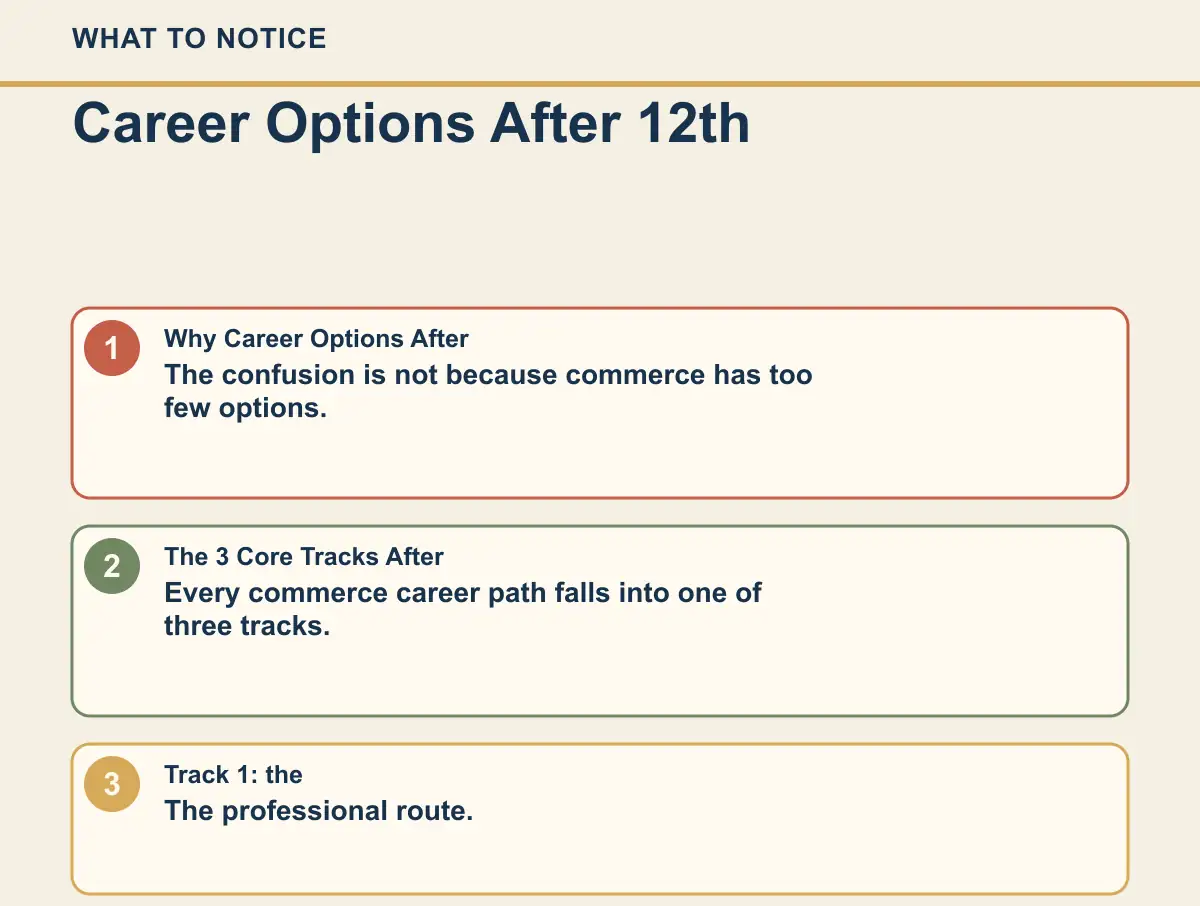 WHAT TO NOTICE
Career Options After 12th
1
Why Career Options After
The confusion is not because commerce has too
few options.
2
The 3 Core Tracks After
Every commerce career path falls into one of
three tracks.
3
Track 1: the
The professional route.